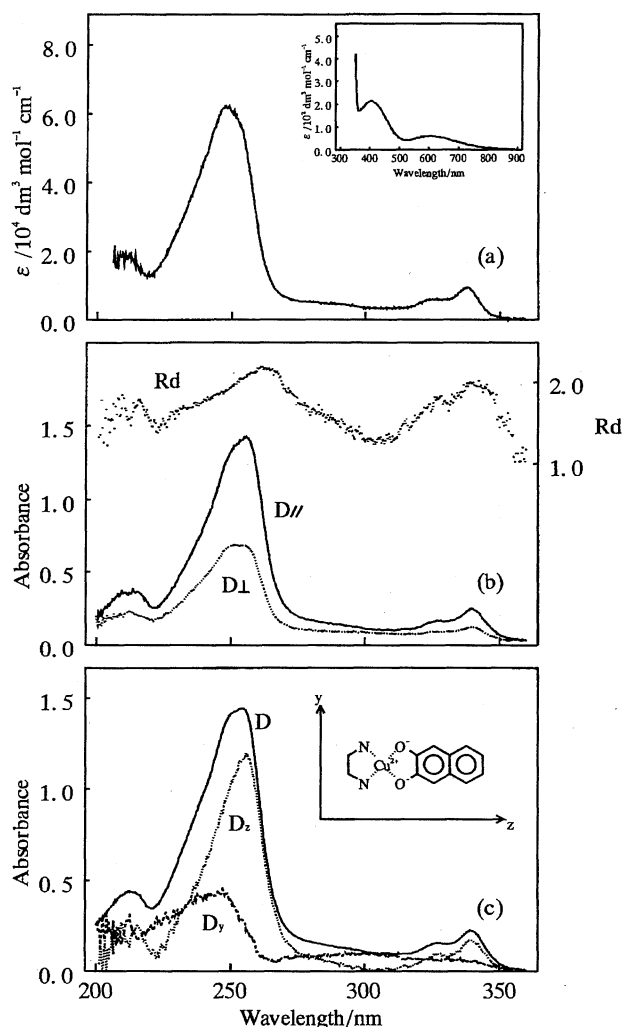 8.0
6.0
4.0
2.0
0.0
ε /10⁴ dm³ mol⁻¹ cm⁻¹
5.0
4.0
3.0
2.0
1.0
0.0
ε /10³ dm³ mol⁻¹ cm⁻¹
300 400 500 600 700 800 900
Wavelength/nm
(a)
Rd
2.0
1.0
Rd
1.5
1.0
0.5
0.0
Absorbance
D//
D⊥
(b)
1.5
1.0
0.5
0.0
Absorbance
D
Dz
Dy
y
z
N
N
Cu²⁺
O⁻
O⁻
(c)
200 250 300 350
Wavelength/nm